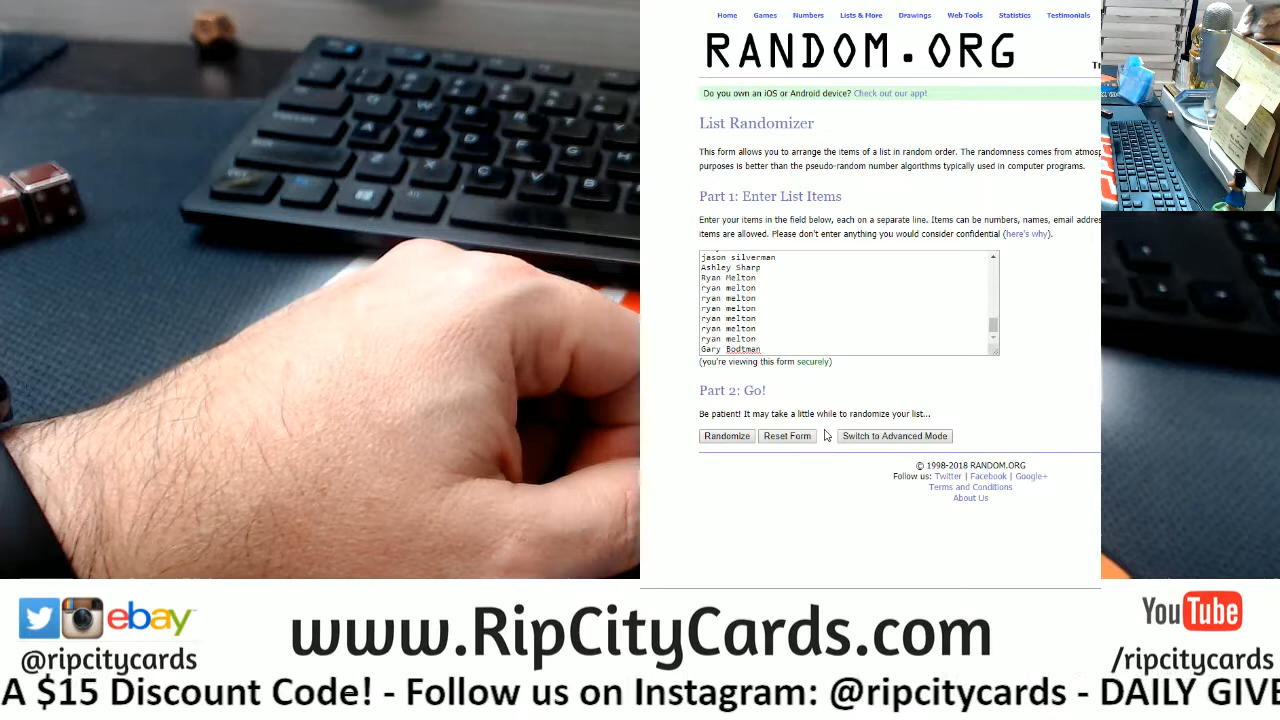 Home Games Numbers Lists & More Drawings Web Tools Statistics Testimonials
RANDOM.ORG
Do you own an iOS or Android device? Check out our app!
List Randomizer
This form allows you to arrange the items of a list in random order. The randomness comes from atmosp
purposes is better than the pseudo-random number algorithms typically used in computer programs.
Part 1: Enter List Items
Enter your items in the field below, each on a separate line. Items can be numbers, names, email addres
items are allowed. Please don't enter anything you would consider confidential (here's why).
jason silverman
Ashley Sharp
Ryan Melton
ryan melton
ryan melton
ryan melton
ryan melton
ryan melton
ryan melton
Gary Bodtman
(you're viewing this form securely)
Part 2: Go!
Be patient! It may take a little while to randomize your list...
Randomize Reset Form Switch to Advanced Mode
© 1998-2018 RANDOM.ORG
Follow us: Twitter | Facebook | Google+
Terms and Conditions
About Us
ebay
@ripcitycards
www.RipCityCards.com
YouTube
/ripcitycards
A $15 Discount Code! - Follow us on Instagram: @ripcitycards - DAILY GIVE